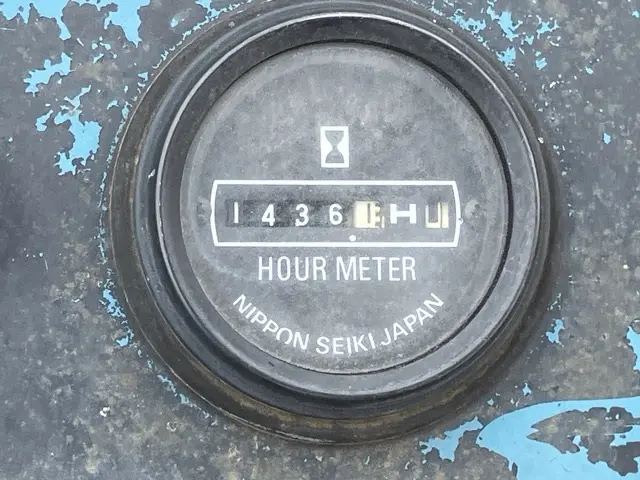 1436 H
HOUR METER
NIPPON SEIKI JAPAN